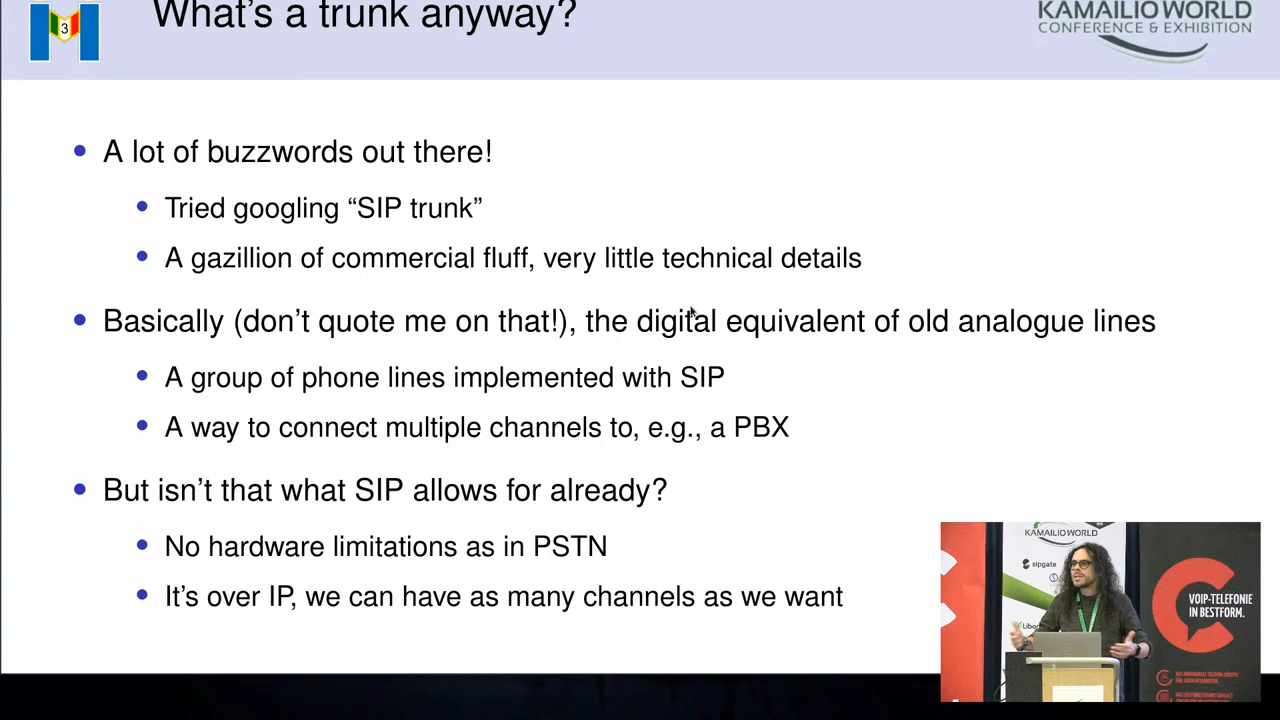 What's a trunk anyway?
3
KAMAILIO WORLD
CONFERENCE & EXHIBITION
A lot of buzzwords out there!
Tried googling “SIP trunk”
A gazillion of commercial fluff, very little technical details
Basically (don't quote me on that!), the digital equivalent of old analogue lines
A group of phone lines implemented with SIP
A way to connect multiple channels to, e.g., a PBX
But isn't that what SIP allows for already?
No hardware limitations as in PSTN
It's over IP, we can have as many channels as we want
KAMAILIO WORLD
sipgate
VOIP-TELEFONIE
IN BESTFORM.